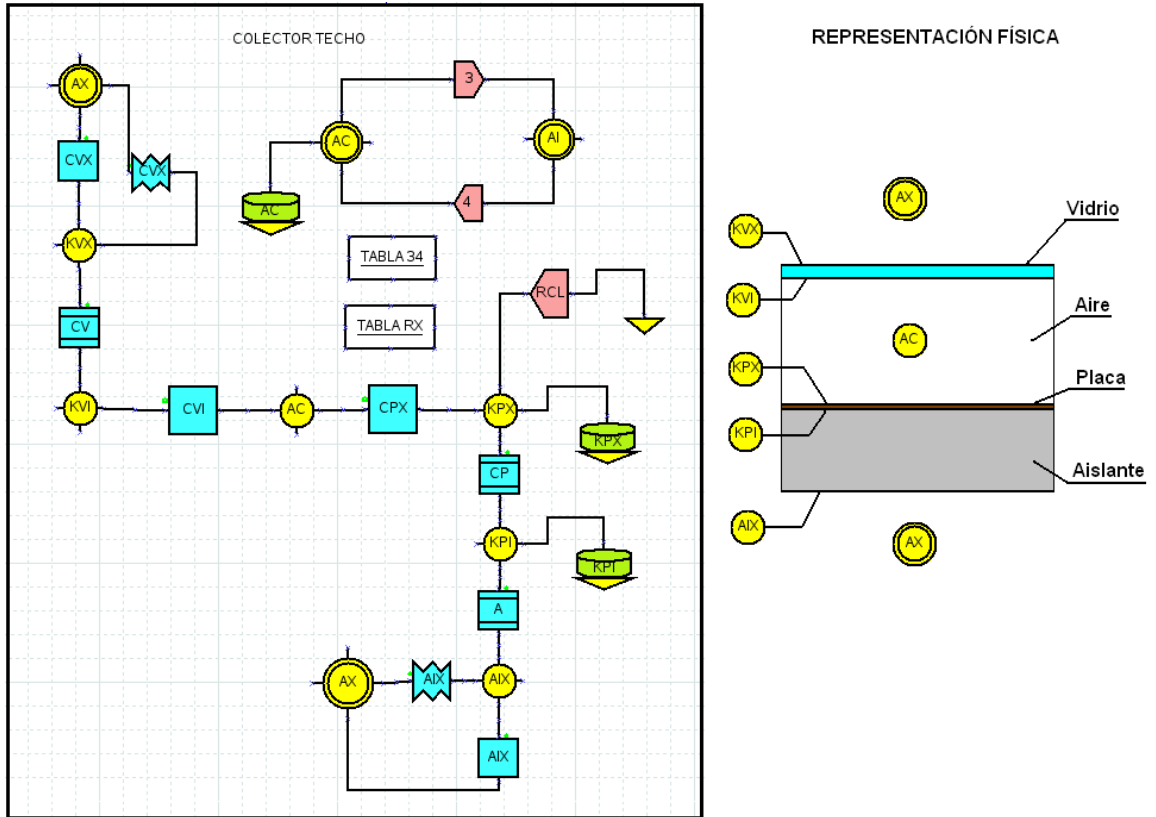 COLECTOR TECHO
AX
3
AC
AI
CVX
CVX
AC
4
KVX
TABLA 34
RCL
TABLA RX
CV
KVI
CVI
AC
CPX
KPX
KPX
CP
KPI
KPI
A
AX
AIX
AIX
AIX
REPRESENTACIÓN FÍSICA
AX
Vidrio
KVX
KVI
Aire
AC
KPX
Placa
KPI
Aislante
AIX
AX